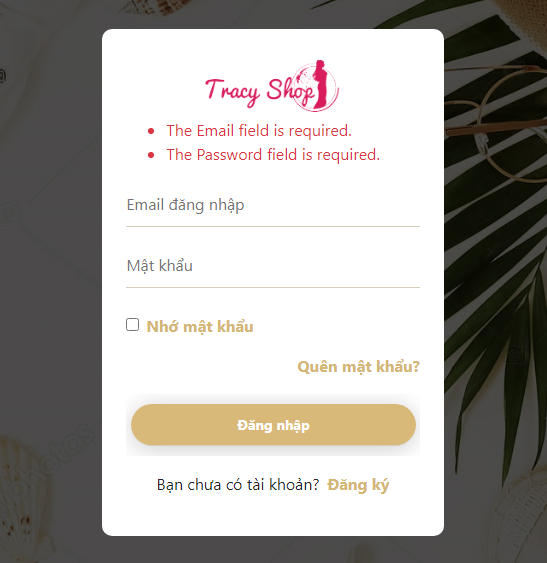 Tracy Shop
The Email field is required.
The Password field is required.
Email đăng nhập
Mật khẩu
Nhớ mật khẩu
Quên mật khẩu?
Đăng nhập
Bạn chưa có tài khoản? Đăng ký